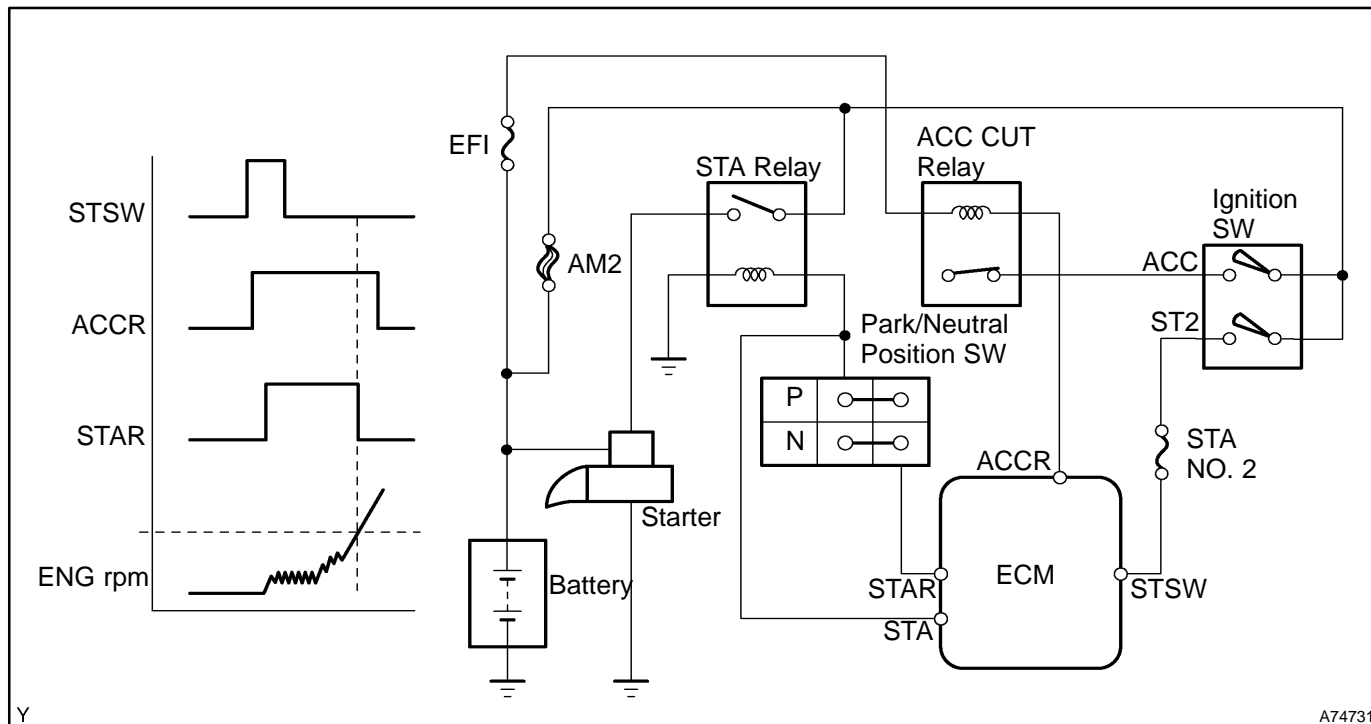 EFI
ACC CUT
Relay
STA Relay
Ignition
SW
STSW
AM2
ACC
ACCR
Park/Neutral
Position SW
ST2
P
N
STAR
ACCR
STA
NO. 2
Starter
ENG rpm
Battery
STAR
ECM
STSW
STA
Y
A74731